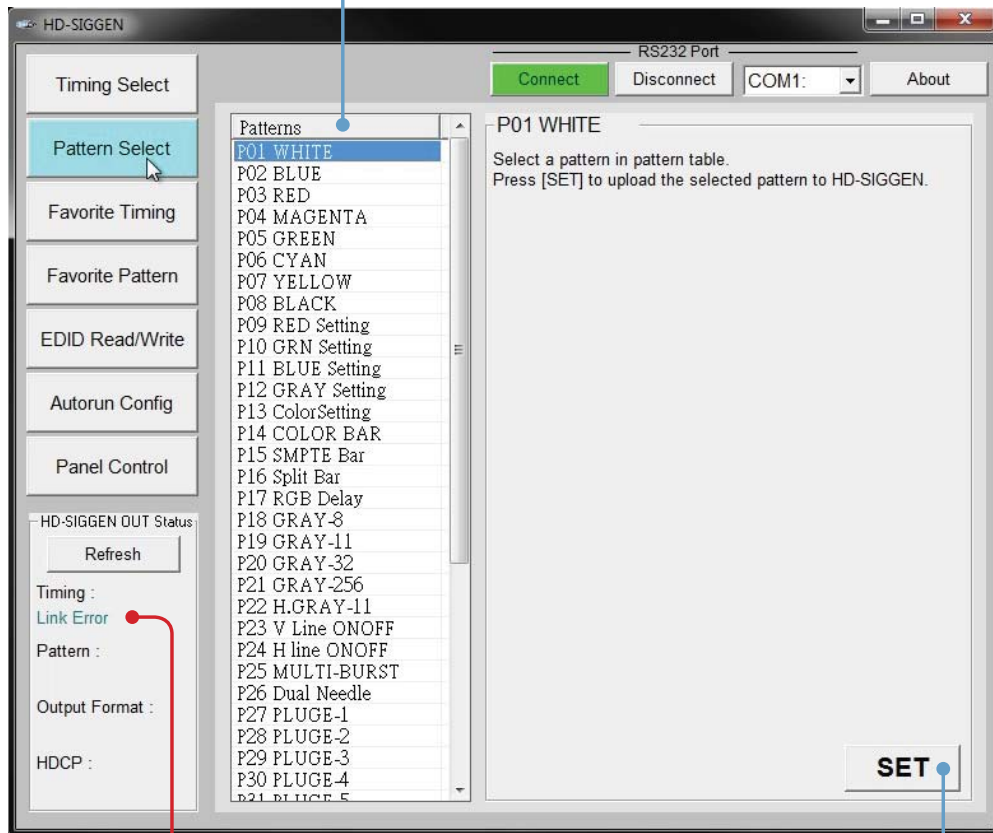 HD-SIGGEN
RS232 Port
Connect
Disconnect
COM1:
About
Timing Select
Pattern Select
Favorite Timing
Favorite Pattern
EDID Read/Write
Autorun Config
Panel Control
HD-SIGGEN OUT Status
Refresh
Timing :
Link Error
Pattern :
Output Format :
HDCP :
Patterns
P01 WHITE
P02 BLUE
P03 RED
P04 MAGENTA
P05 GREEN
P06 CYAN
P07 YELLOW
P08 BLACK
P09 RED Setting
P10 GRN Setting
P11 BLUE Setting
P12 GRAY Setting
P13 ColorSetting
P14 COLOR BAR
P15 SMPTE Bar
P16 Split Bar
P17 RGB Delay
P18 GRAY-8
P19 GRAY-11
P20 GRAY-32
P21 GRAY-256
P22 H.GRAY-11
P23 V Line ONOFF
P24 H line ONOFF
P25 MULTI-BURST
P26 Dual Needle
P27 PLUGE-1
P28 PLUGE-2
P29 PLUGE-3
P30 PLUGE-4
P31 PLUGE-5
P01 WHITE
Select a pattern in pattern table.
Press [SET] to upload the selected pattern to HD-SIGGEN.
SET